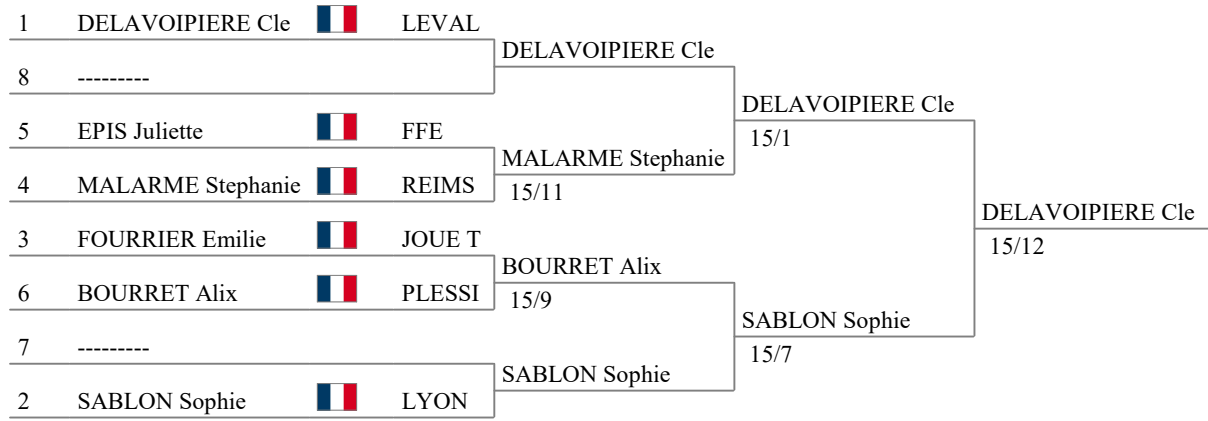 1 DELAVOIPIERE Cle LEVAL
DELAVOIPIERE Cle
8 ---------
DELAVOIPIERE Cle
5 EPIS Juliette FFE
15/1
MALARME Stephanie
4 MALARME Stephanie REIMS
15/11
DELAVOIPIERE Cle
3 FOURRIER Emilie JOUE T
15/12
BOURRET Alix
6 BOURRET Alix PLESSI
15/9
SABLON Sophie
7 ---------
15/7
SABLON Sophie
2 SABLON Sophie LYON